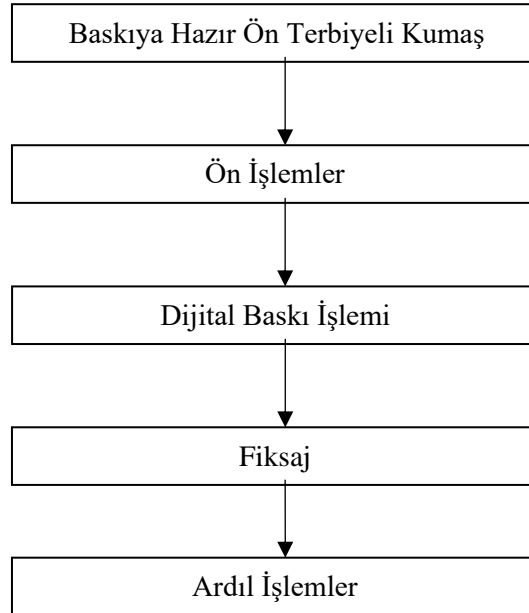 Baskıya Hazır Ön Terbiyeli Kumaş
Ön İşlemler
Dijital Baskı İşlemi
Fiksaj
Ardıl İşlemler